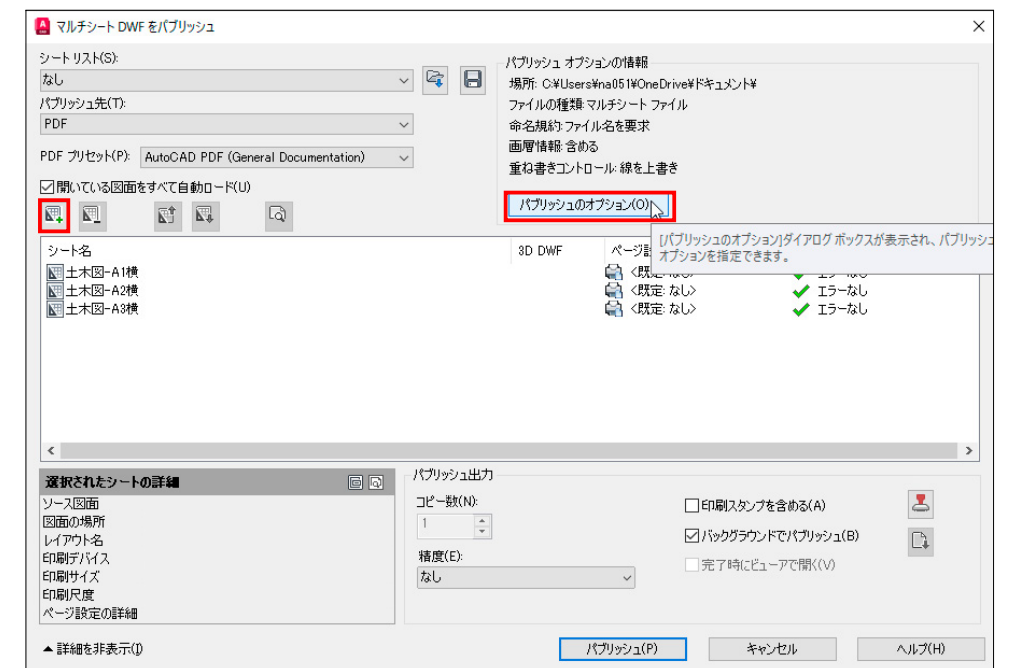 マルチシート DWF をパブリッシュ
シート リスト(S):
なし
パブリッシュ先(T):
PDF
PDF プリセット(P): AutoCAD PDF (General Documentation)
開いている図面をすべて自動ロード(U)
パブリッシュ オプションの情報
場所: C:¥Users¥na051¥OneDrive¥ドキュメント¥
ファイルの種類: マルチシート ファイル
命名規約: ファイル名を要求
画層情報: 含める
重ね書きコントロール: 線を上書き
パブリッシュのオプション(O)...
[パブリッシュのオプション]ダイアログ ボックスが表示され、パブリッシュ
オプションを指定できます。
シート名 3D DWF ページ
土木図-A1横 <既定: なし> エラーなし
土木図-A2横 <既定: なし> エラーなし
土木図-A3横 <既定: なし> エラーなし
選択されたシートの詳細
ソース図面
図面の場所
レイアウト名
印刷デバイス
印刷サイズ
印刷尺度
ページ設定の詳細
パブリッシュ出力
コピー数(N):
1
精度(E):
なし
印刷スタンプを含める(A)
バックグラウンドでパブリッシュ(B)
完了時にビューアで開く(V)
詳細を非表示(I)
パブリッシュ(P)
キャンセル
ヘルプ(H)